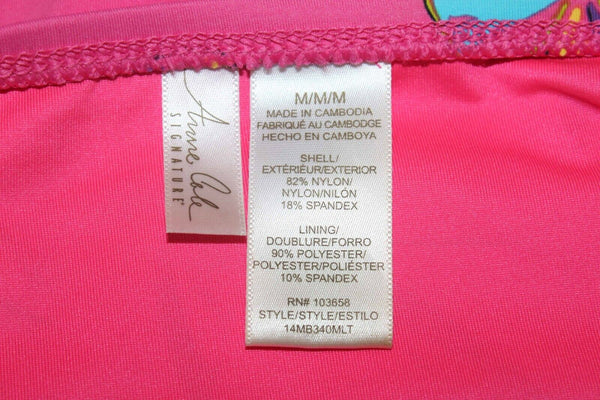 Anne Cole
SIGNATURE®
M/M/M
MADE IN CAMBODIA
FABRIQUÉ AU CAMBODGE
HECHO EN CAMBOYA
SHELL/
EXTÉRIEUR/EXTERIOR
82% NYLON/
NYLON/NILÓN
18% SPANDEX
LINING/
DOUBLURE/FORRO
90% POLYESTER/
POLYESTER/POLIÉSTER
10% SPANDEX
RN# 103658
STYLE/STYLE/ESTILO
14MB340MLT